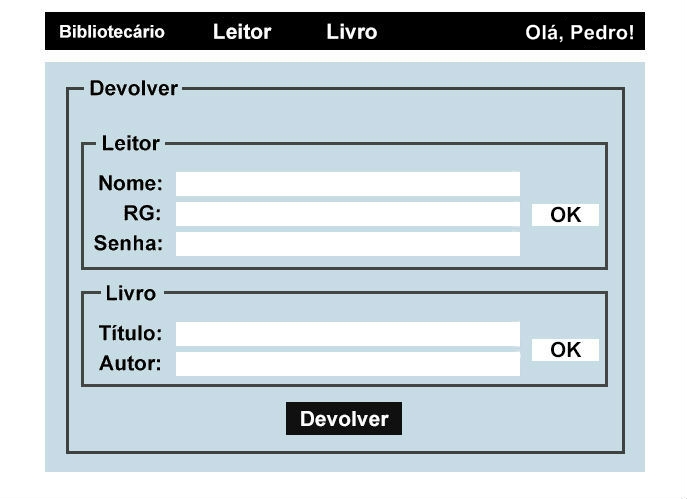 Bibliotecário Leitor Livro Olá, Pedro!
Devolver
Leitor
Nome:
RG:
OK
Senha:
Livro
Título:
OK
Autor:
Devolver